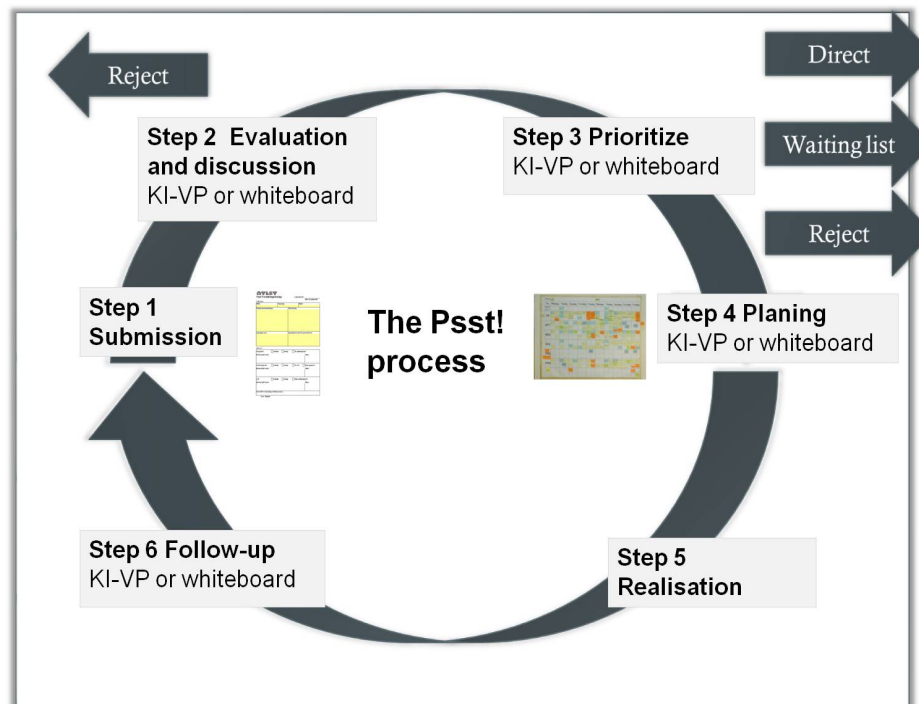 Reject
Direct
Waiting list
Reject
Step 2 Evaluation
and discussion
KI-VP or whiteboard
Step 3 Prioritize
KI-VP or whiteboard
Step 1
Submission
The Psst!
process
Step 4 Planing
KI-VP or whiteboard
Step 6 Follow-up
KI-VP or whiteboard
Step 5
Realisation